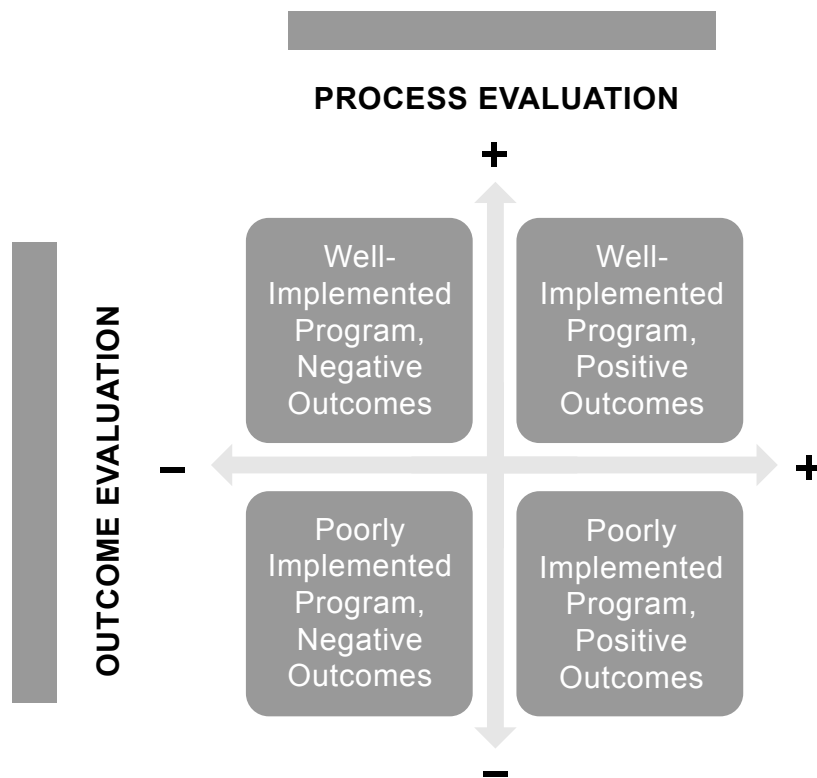 PROCESS EVALUATION
+
Well-
Implemented
Program,
Negative
Outcomes
Well-
Implemented
Program,
Positive
Outcomes
OUTCOME EVALUATION
–
+
Poorly
Implemented
Program,
Negative
Outcomes
Poorly
Implemented
Program,
Positive
Outcomes
–